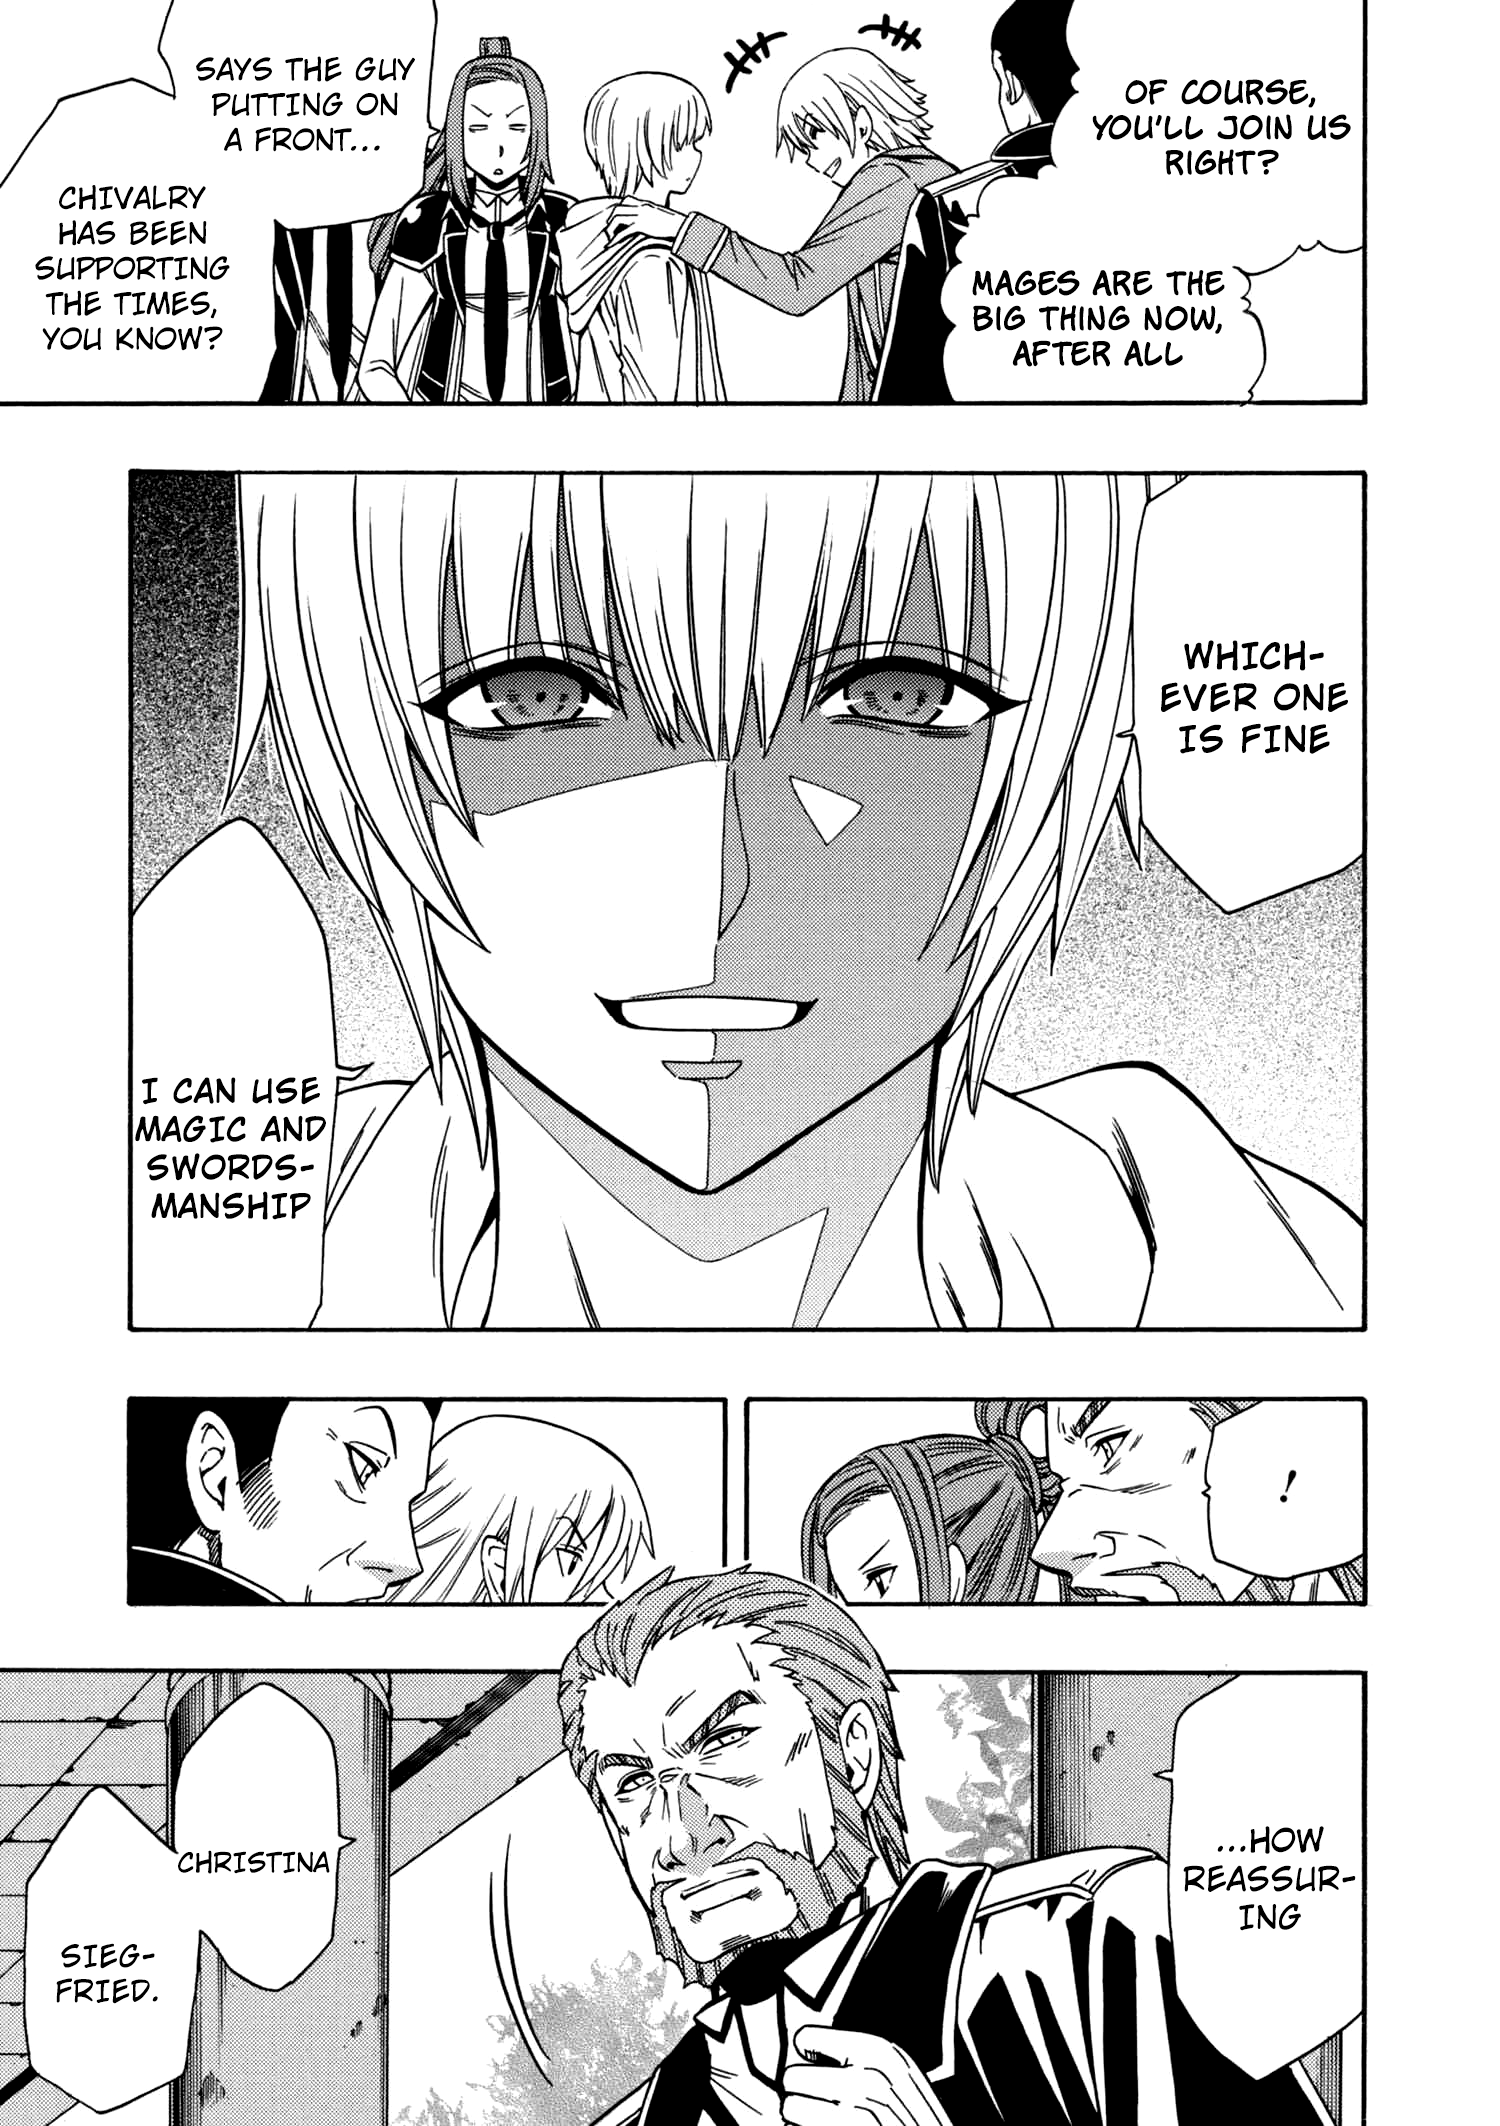 OF COURSE,
YOU'LL JOIN US
RIGHT?
MAGES ARE THE
BIG THING NOW,
AFTER ALL
SAYS THE GUY
PUTTING ON
A FRONT...
CHIVALRY
HAS BEEN
SUPPORTING
THE TIMES,
YOU KNOW?
WHICH-
EVER ONE
IS FINE
I CAN USE
MAGIC AND
SWORDS-
MANSHIP
!
...HOW
REASSUR-
ING
CHRISTINA
SIEG-
FRIED.